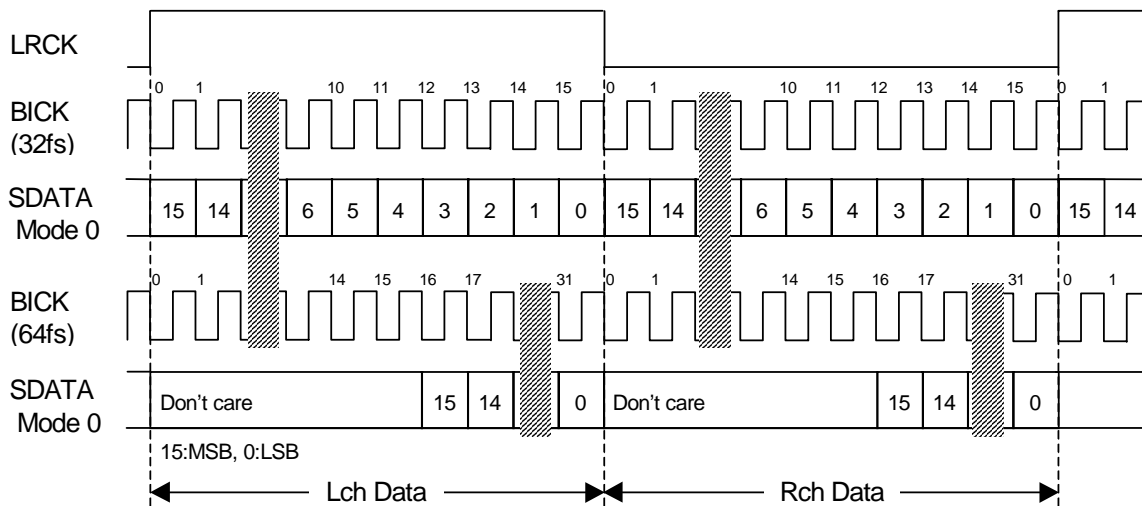 LRCK
0 1 10 11 12 13 14 15 0 1 10 11 12 13 14 15 0 1
BICK
(32fs)
SDATA
Mode 0
15 14 6 5 4 3 2 1 0 15 14 6 5 4 3 2 1 0 15 14
0 1 14 15 16 17 31 0 1 14 15 16 17 31 0 1
BICK
(64fs)
SDATA
Mode 0
Don't care 15 14 0 Don't care 15 14 0
15:MSB, 0:LSB
Lch Data Rch Data